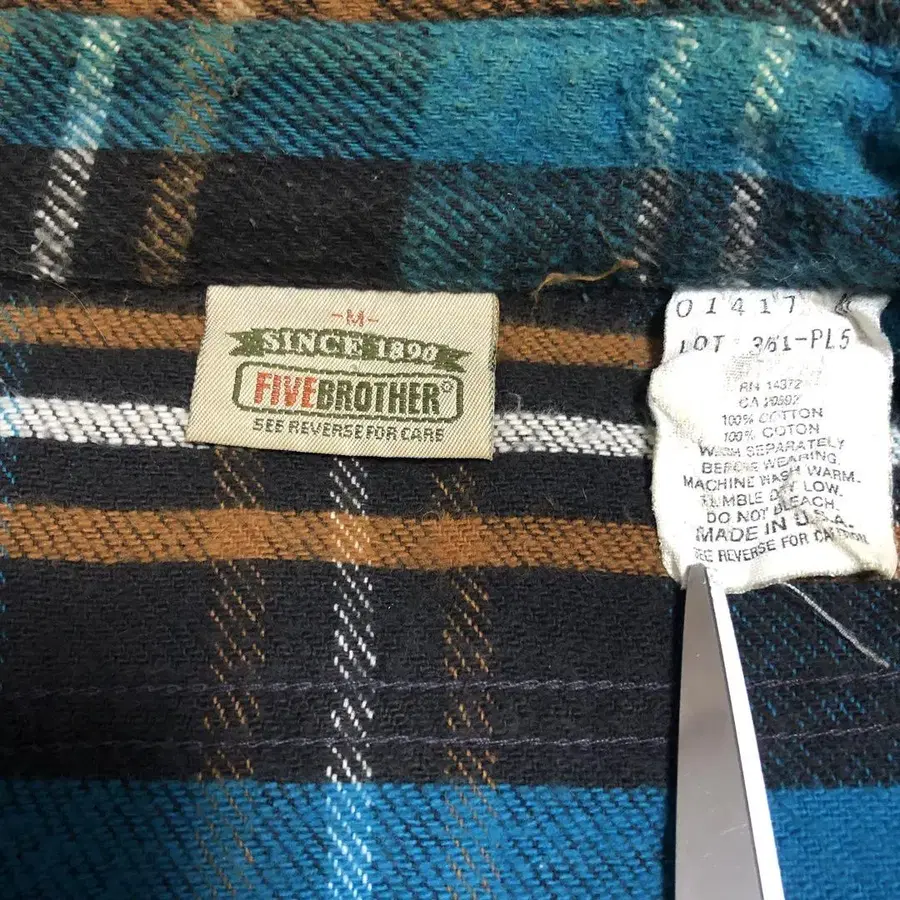 -M-
SINCE 1890
FIVEBROTHER
SEE REVERSE FOR CARE
01417
LOT 361-PL5
RN 14372
CA
100% COTTON
100% COTON
WASH SEPARATELY
BEFORE WEARING.
MACHINE WASH WARM.
TUMBLE DRY LOW.
DO NOT BLEACH.
MADE IN U.S.A.
SEE REVERSE FOR CAUTION